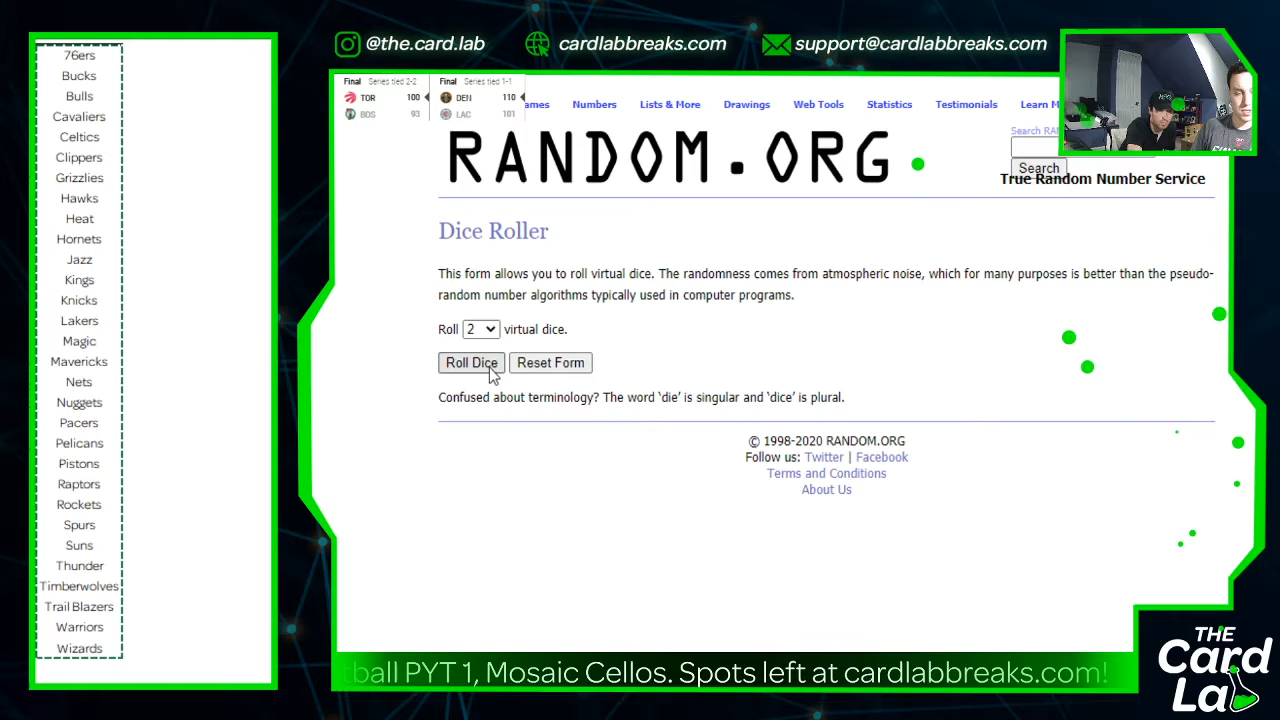 @the.card.lab
cardlabbreaks.com
support@cardlabbreaks.com
76ers
Bucks
Bulls
Cavaliers
Celtics
Clippers
Grizzlies
Hawks
Heat
Hornets
Jazz
Kings
Knicks
Lakers
Magic
Mavericks
Nets
Nuggets
Pacers
Pelicans
Pistons
Raptors
Rockets
Spurs
Suns
Thunder
Timberwolves
Trail Blazers
Warriors
Wizards
Final Series tied 2-2
TOR 100
BOS 93
Final Series tied 1-1
DEN 110
LAC 101
ames Numbers Lists & More Drawings Web Tools Statistics Testimonials Learn M
Search RAN
Search
RANDOM.ORG
True Random Number Service
Dice Roller
This form allows you to roll virtual dice. The randomness comes from atmospheric noise, which for many purposes is better than the pseudo-
random number algorithms typically used in computer programs.
Roll 2 virtual dice.
Roll Dice Reset Form
Confused about terminology? The word ‘die’ is singular and ‘dice’ is plural.
© 1998-2020 RANDOM.ORG
Follow us: Twitter | Facebook
Terms and Conditions
About Us
tball PYT 1, Mosaic Cellos. Spots left at cardlabbreaks.com!
THE
Card
Lab